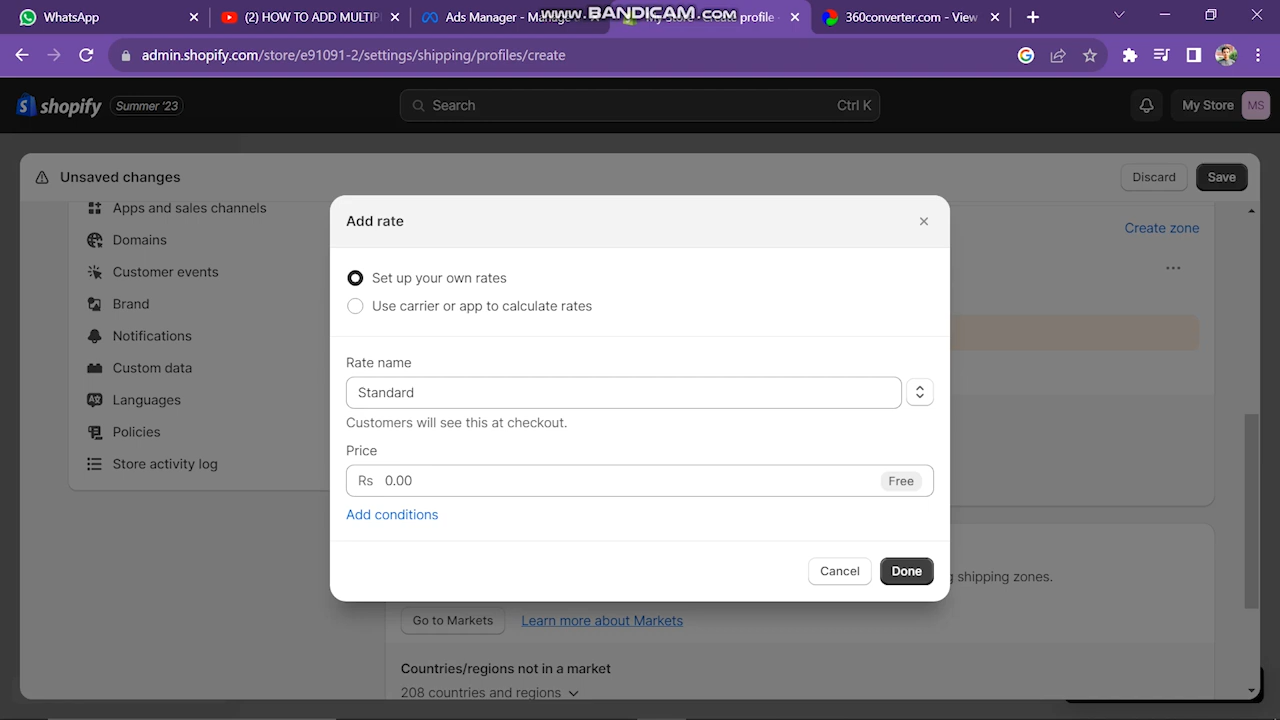 WhatsApp
(2) HOW TO ADD MULTIPL
Ads Manager - Manage
profile -
360converter.com - View
www.BANDICAM.com
admin.shopify.com/store/e91091-2/settings/shipping/profiles/create
shopify
Summer '23
Search
Ctrl K
My Store
MS
Unsaved changes
Discard
Save
Apps and sales channels
Domains
Customer events
Brand
Notifications
Custom data
Languages
Policies
Store activity log
Create zone
Add rate
Set up your own rates
Use carrier or app to calculate rates
Rate name
Standard
Customers will see this at checkout.
Price
Rs 0.00
Free
Add conditions
Cancel
Done
shipping zones.
Go to Markets
Learn more about Markets
Countries/regions not in a market
208 countries and regions